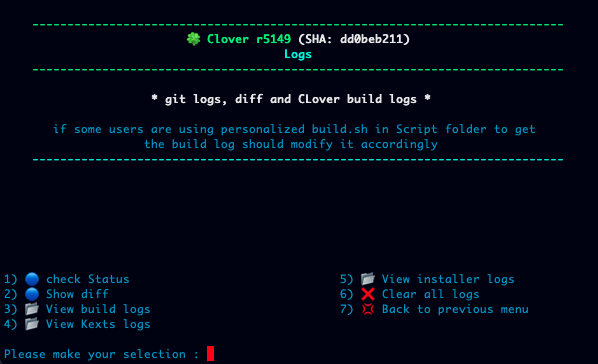 🍀 Clover r5149 (SHA: dd0beb211)
Logs
* git logs, diff and CLover build logs *
if some users are using personalized build.sh in Script folder to get
the build log should modify it accordingly
1) 🔵 check Status
2) 🔵 Show diff
3) 📂 View build logs
4) 📂 View Kexts logs
5) 📂 View installer logs
6) ❌ Clear all logs
7) 💢 Back to previous menu
Please make your selection :